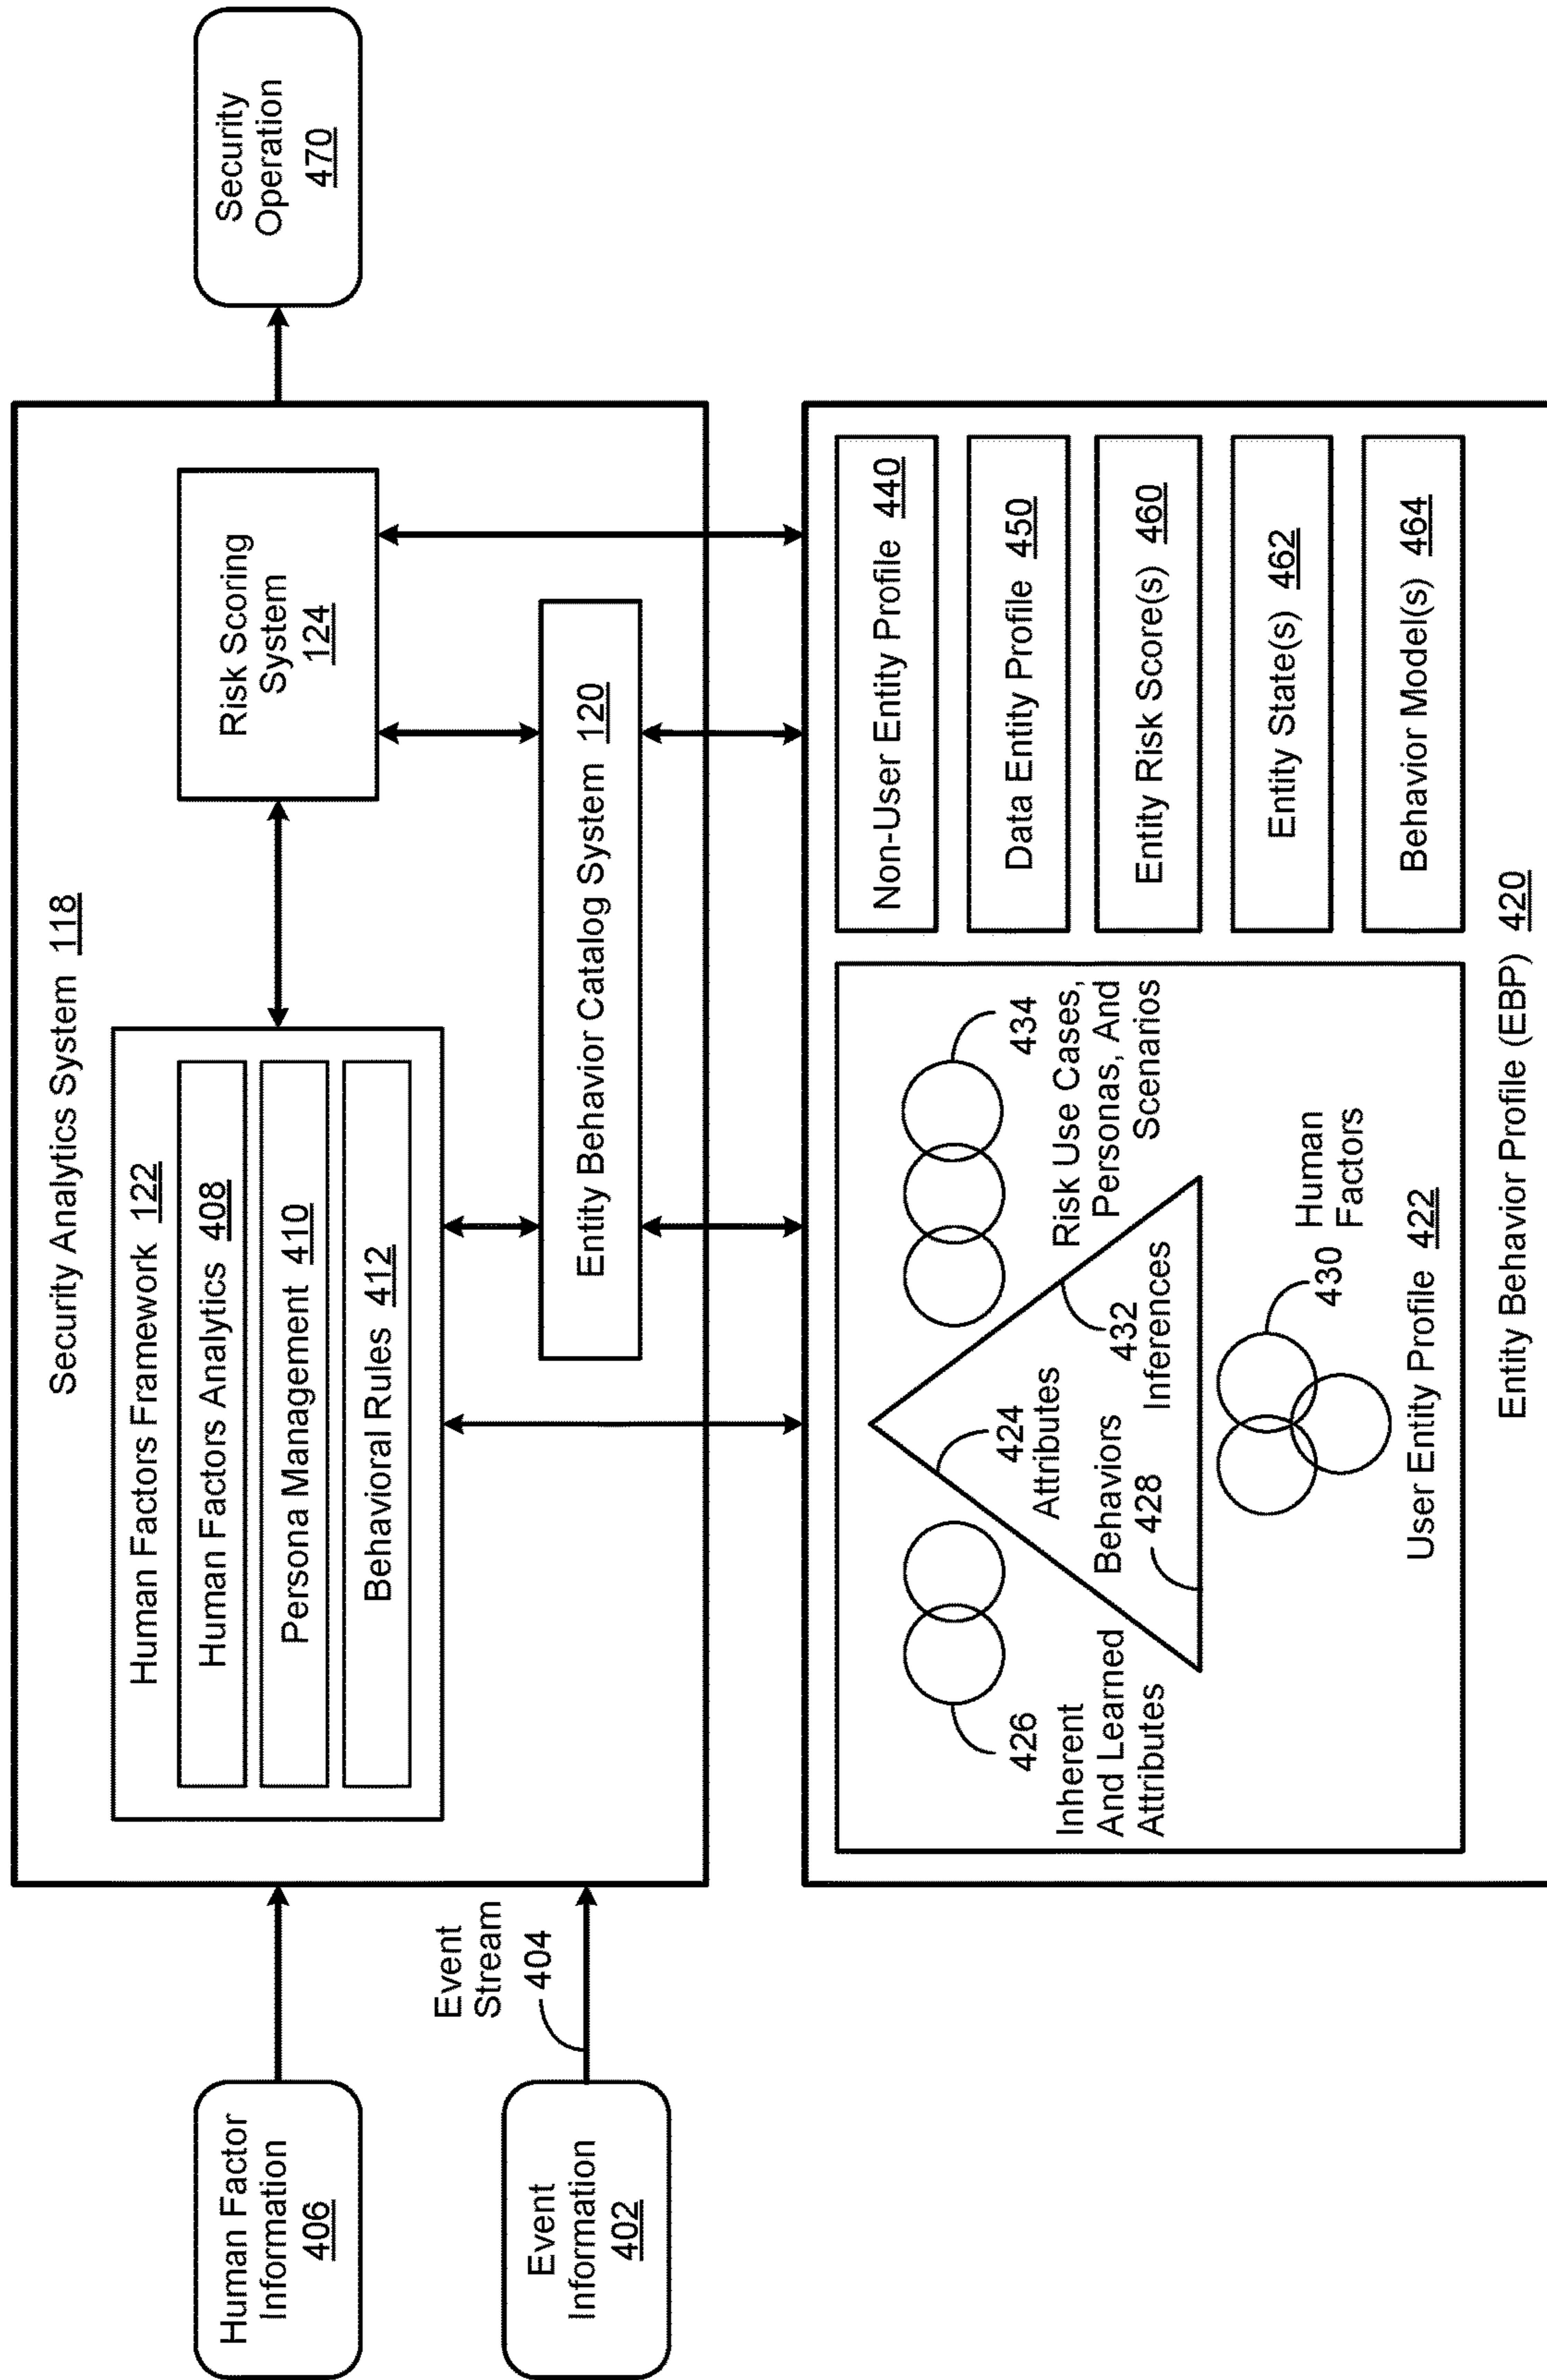 Security Analytics System 118
Human Factors Framework 122
Human Factors Analytics 408
Persona Management 410
Behavioral Rules 412
Risk Scoring
System
124
Entity Behavior Catalog System 120
Human Factor
Information
406
Event
Stream
404
Event
Information
402
Security
Operation
470
426
Inherent
And Learned
Attributes
424
Attributes
Behaviors
428
432
Inferences
434
Risk Use Cases,
Personas, And
Scenarios
430
Human
Factors
User Entity Profile 422
Non-User Entity Profile 440
Data Entity Profile 450
Entity Risk Score(s) 460
Entity State(s) 462
Behavior Model(s) 464
Entity Behavior Profile (EBP) 420